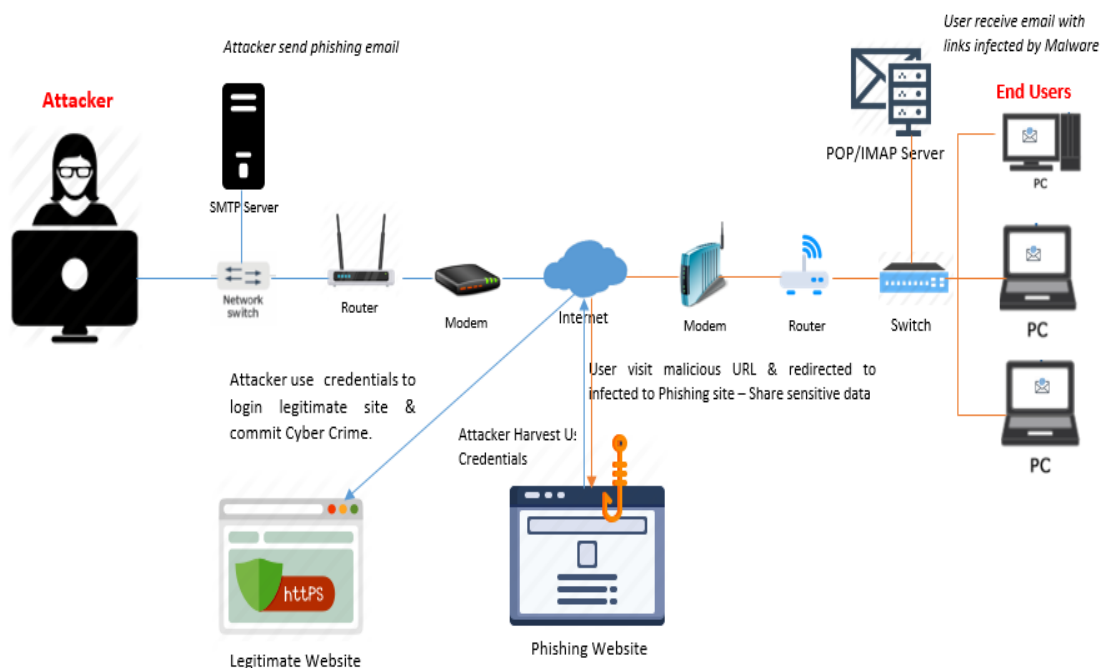 Attacker send phishing email
User receive email with
links infected by Malware
Attacker
End Users
POP/IMAP Server
PC
SMTP Server
Network
switch
Router
Modem
Internet
Modem
Router
Switch
PC
User visit malicious URL & redirected to
infected to Phishing site – Share sensitive data
Attacker use credentials to
login legitimate site &
commit Cyber Crime.
Attacker Harvest Us
Credentials
PC
httPS
Legitimate Website
Phishing Website